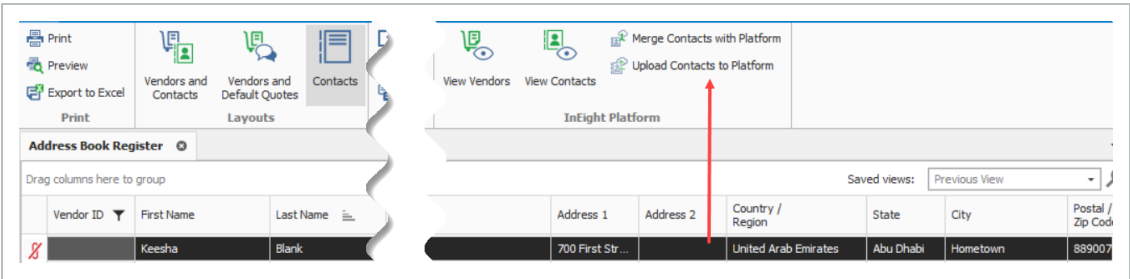 Print
Preview
Export to Excel
Print
Vendors and
Contacts
Vendors and
Default Quotes
Contacts
Layouts
View Vendors
View Contacts
Merge Contacts with Platform
Upload Contacts to Platform
InEight Platform
Address Book Register
Drag columns here to group
Saved views: Previous View
Vendor ID First Name Last Name Address 1 Address 2 Country /
Region State City Postal /
Zip Cod
Keesha Blank 700 First Str... United Arab Emirates Abu Dhabi Hometown 889007